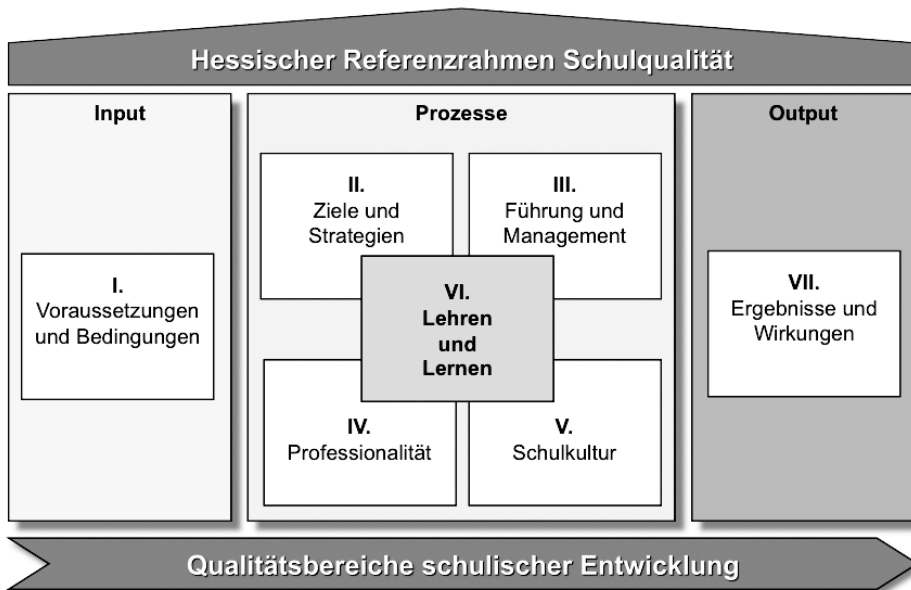 Hessischer Referenzrahmen Schulqualität
Input
I.
Voraussetzungen
und Bedingungen
Prozesse
II.
Ziele und
Strategien
III.
Führung und
Management
VI.
Lehren
und
Lernen
IV.
Professionalität
V.
Schulkultur
Output
VII.
Ergebnisse und
Wirkungen
Qualitätsbereiche schulischer Entwicklung